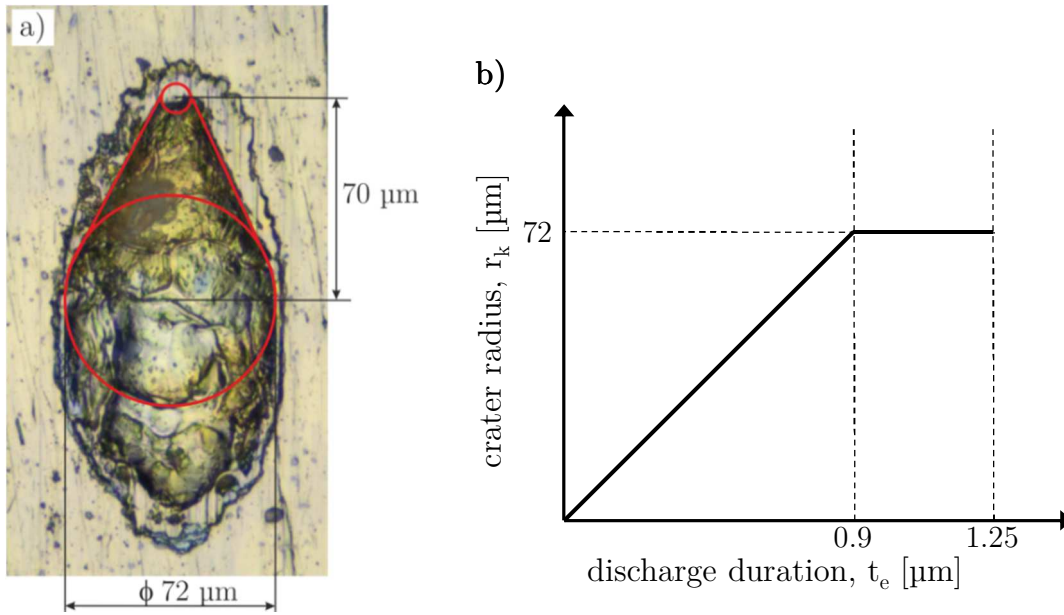 a)
70 µm
ϕ 72 µm
b)
crater radius, r_k [µm]
72
0.9
1.25
discharge duration, t_e [µm]